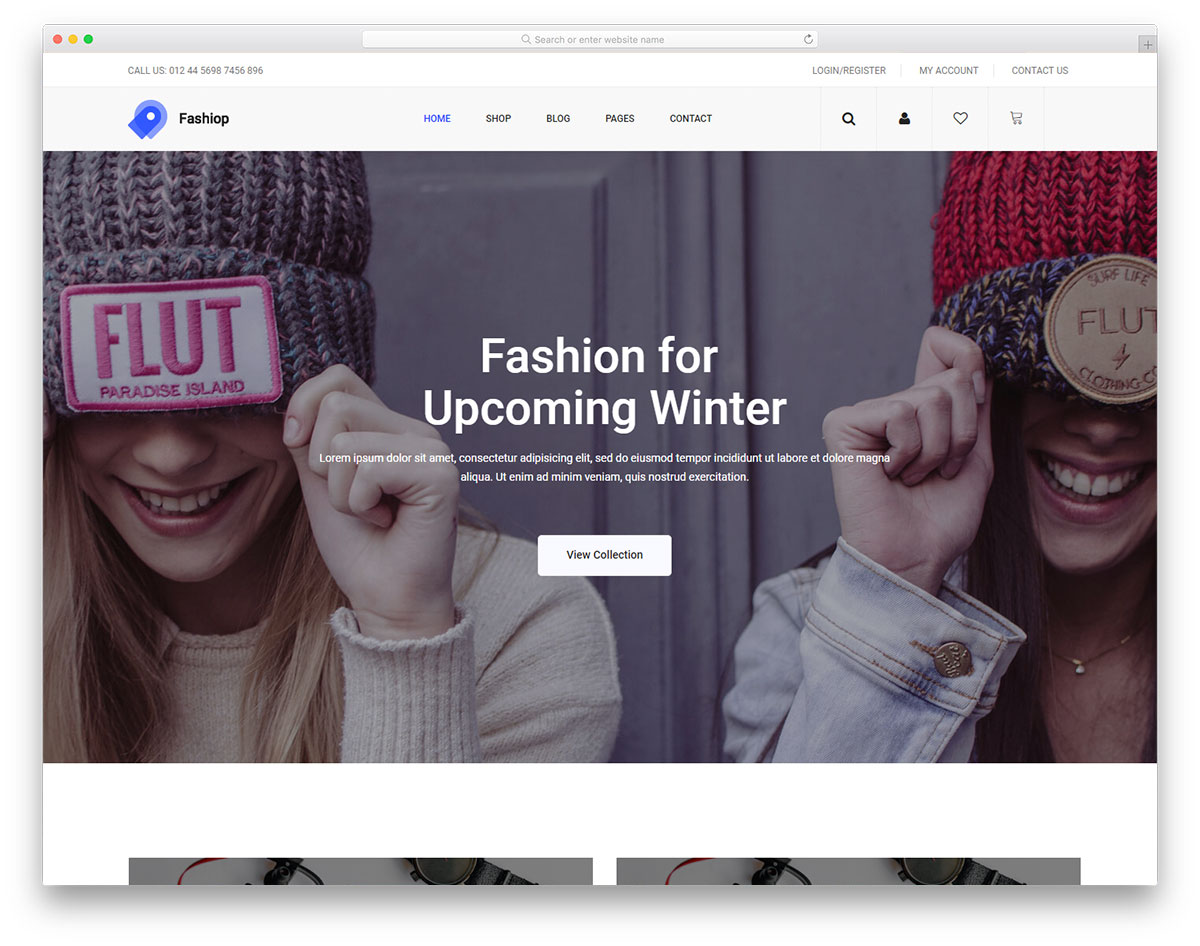 Search or enter website name
CALL US: 012 44 5698 7456 896
LOGIN/REGISTER
MY ACCOUNT
CONTACT US
Fashiop
HOME
SHOP
BLOG
PAGES
CONTACT
FLUT
PARADISE ISLAND
SURF LIFE
FLUT
CLOTHING CO
Fashion for
Upcoming Winter
Lorem ipsum dolor sit amet, consectetur adipisicing elit, sed do eiusmod tempor incididunt ut labore et dolore magna
aliqua. Ut enim ad minim veniam, quis nostrud exercitation.
View Collection